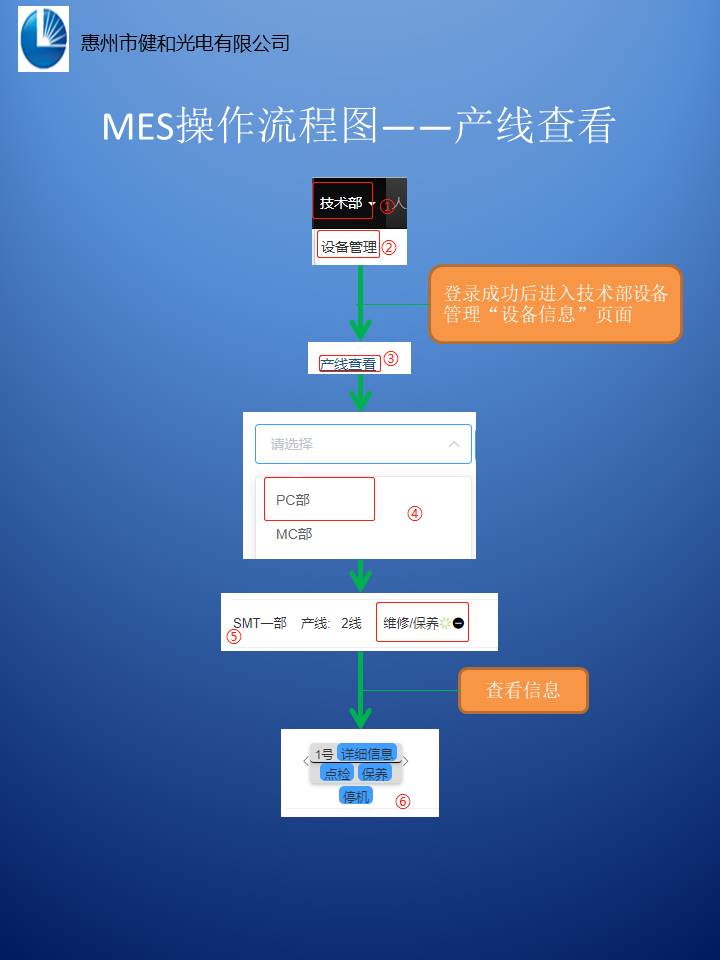 惠州市健和光电有限公司
MES操作流程图——产线查看
技术部 ① 人
设备管理 ②
登录成功后进入技术部设备
管理“设备信息”页面
产线查看 ③
请选择
PC部 ④
MC部
SMT一部 产线: 2线 维修/保养
⑤
查看信息
1号 详细信息
点检 保养
停机 ⑥